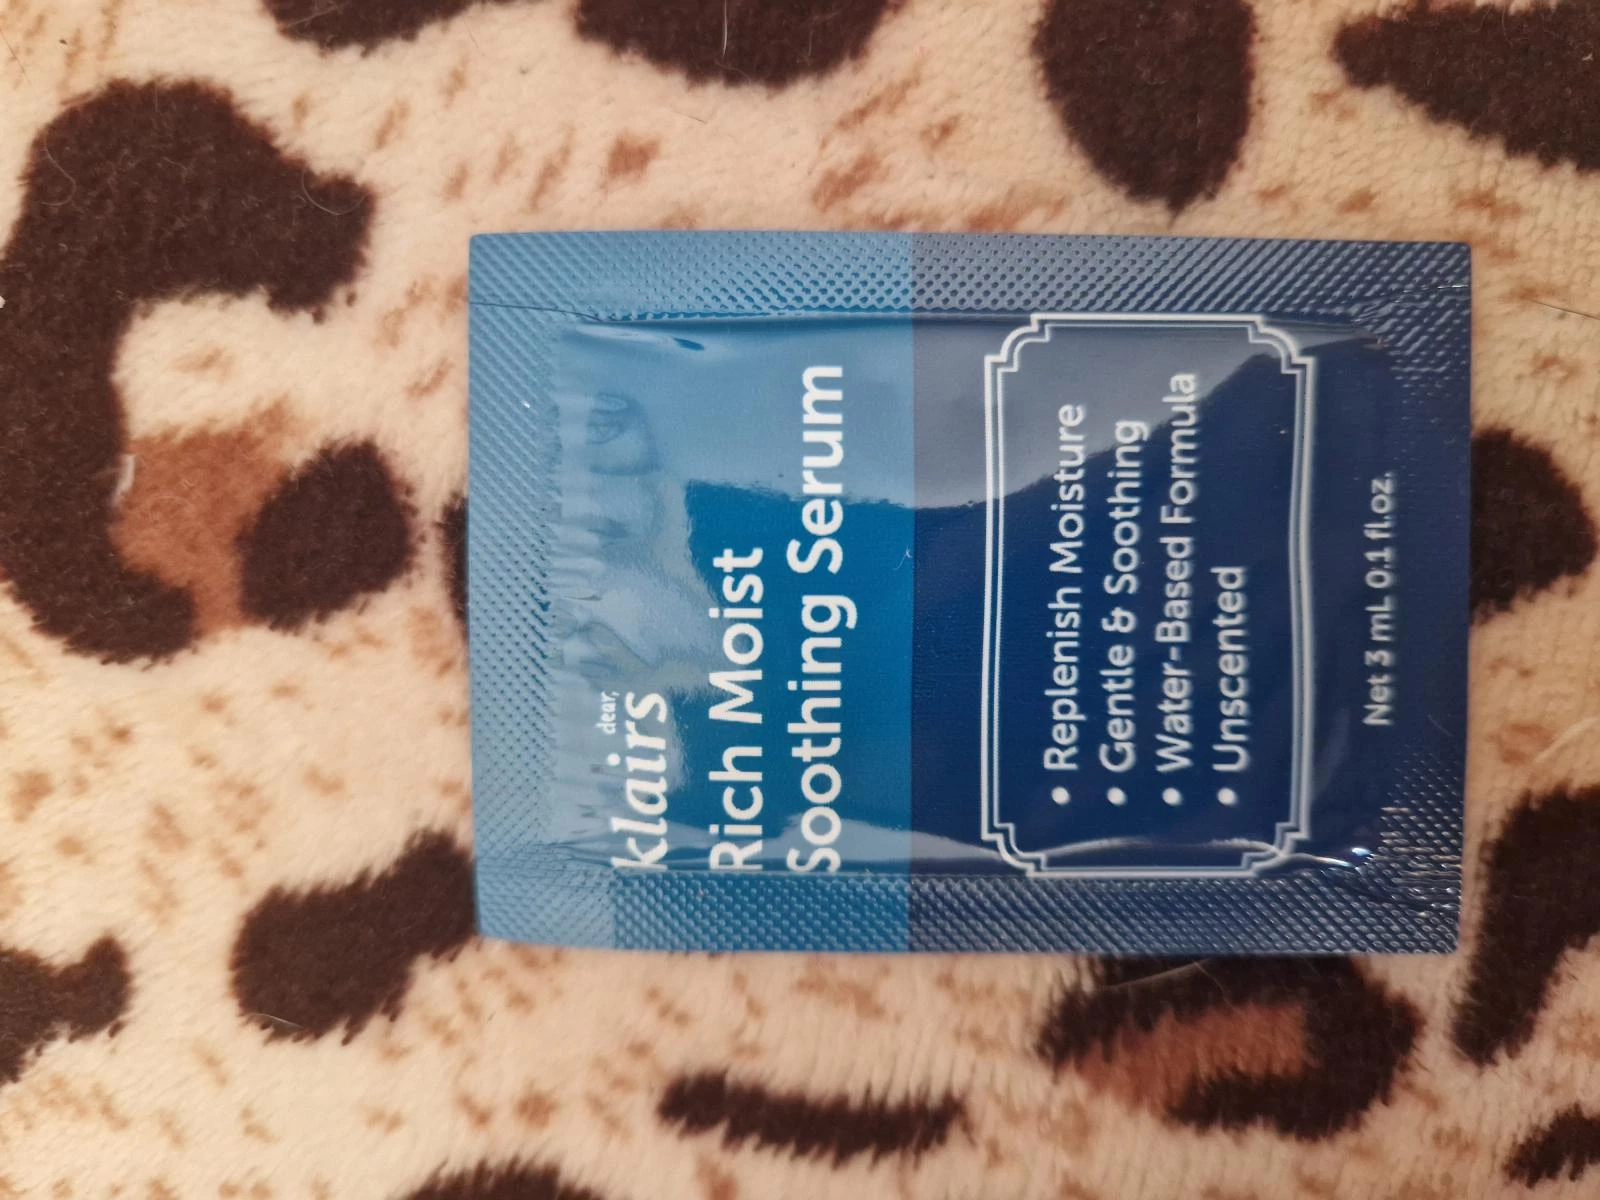 dear,
klairs
Rich Moist
Soothing Serum
• Replenish Moisture
• Gentle & Soothing
• Water-Based Formula
• Unscented
Net 3 mL 0.1 fl.oz.